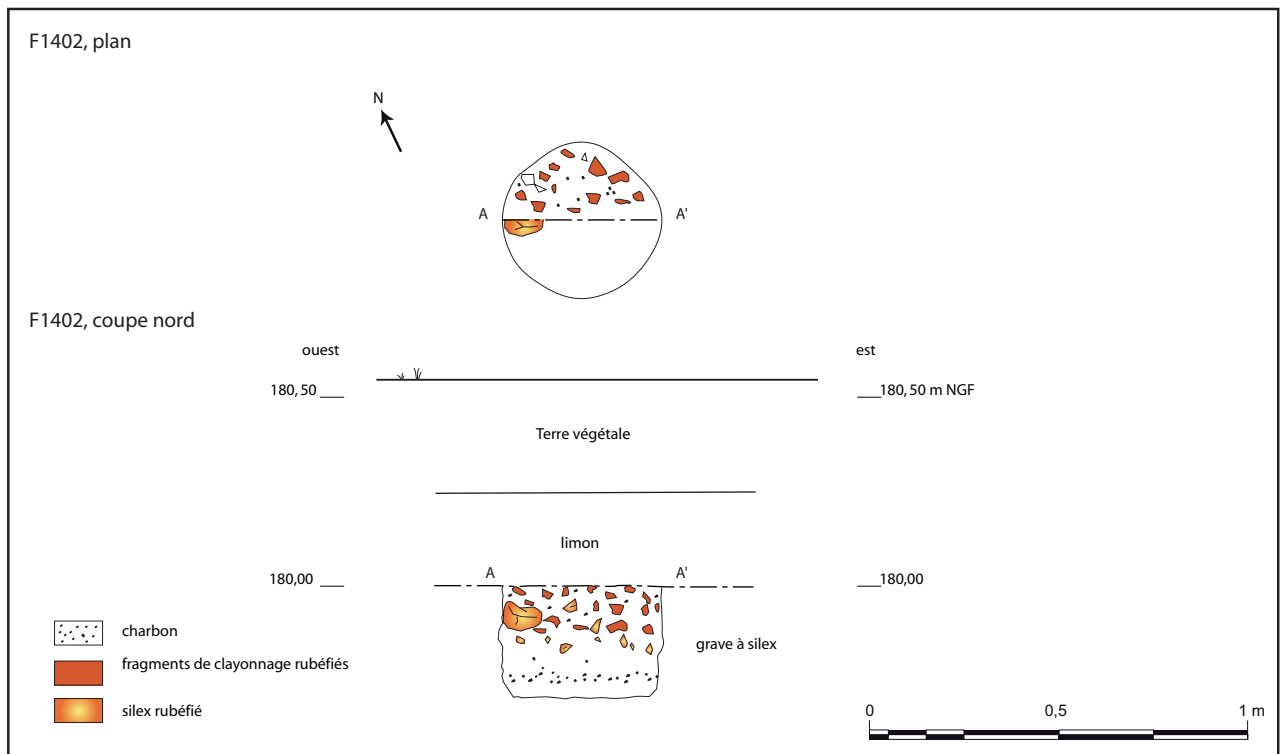 F1402, plan
N
A A'
F1402, coupe nord
ouest est
180,50 180,50 m NGF
Terre végétale
limon
180,00 A A' 180,00
charbon
grave à silex
fragments de clayonnage rubéfiés
silex rubéfié
0 0,5 1 m